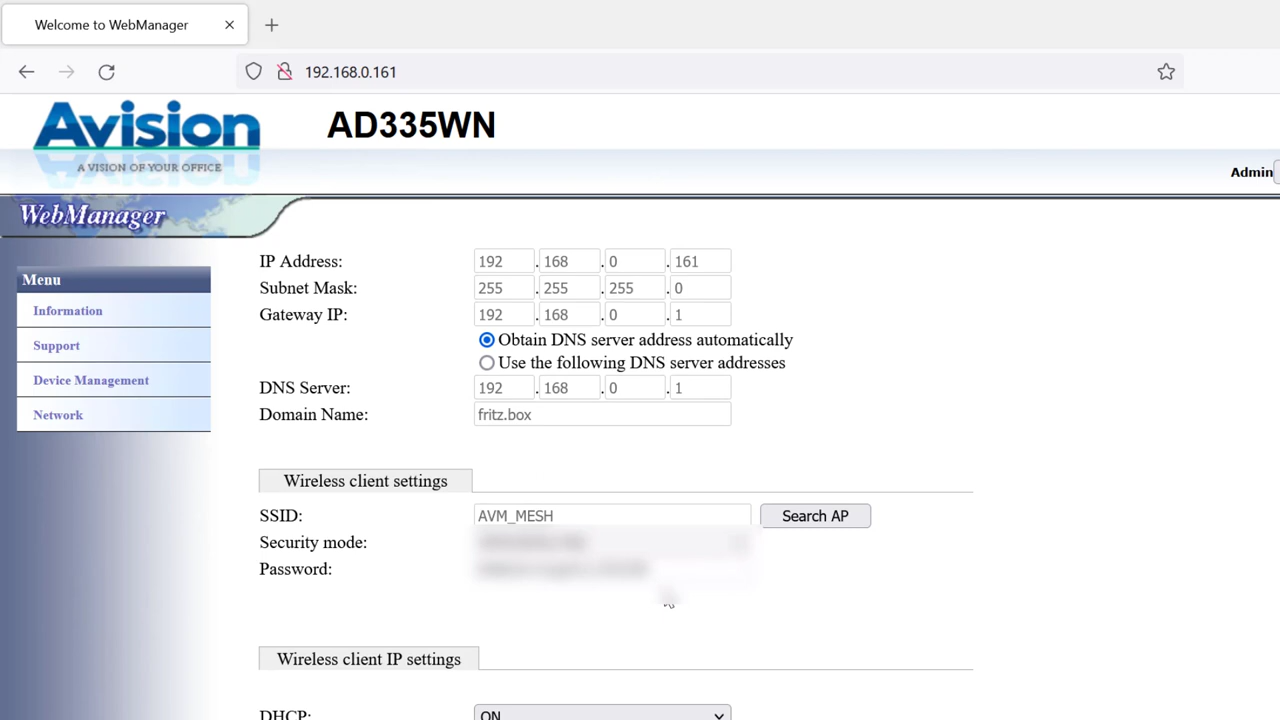 Welcome to WebManager
192.168.0.161
Avision
A VISION OF YOUR OFFICE
AD335WN
Admin
WebManager
Menu
Information
Support
Device Management
Network
IP Address: 192 . 168 . 0 . 161
Subnet Mask: 255 . 255 . 255 . 0
Gateway IP: 192 . 168 . 0 . 1
Obtain DNS server address automatically
Use the following DNS server addresses
DNS Server: 192 . 168 . 0 . 1
Domain Name: fritz.box
Wireless client settings
SSID: AVM_MESH Search AP
Security mode:
Password:
Wireless client IP settings
DHCP: ON